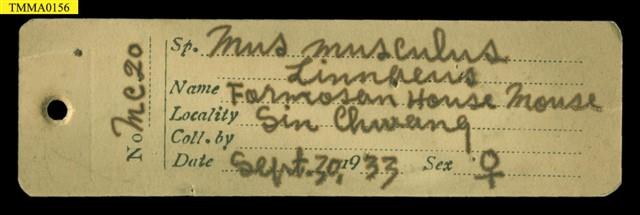 TMMA0156
No MC20
Sp. Mus musculus
Linnaeus
Name Formosan House Mouse
Locality Sin Chwang
Coll. by
Date Sept. 30, 1933 Sex ♀